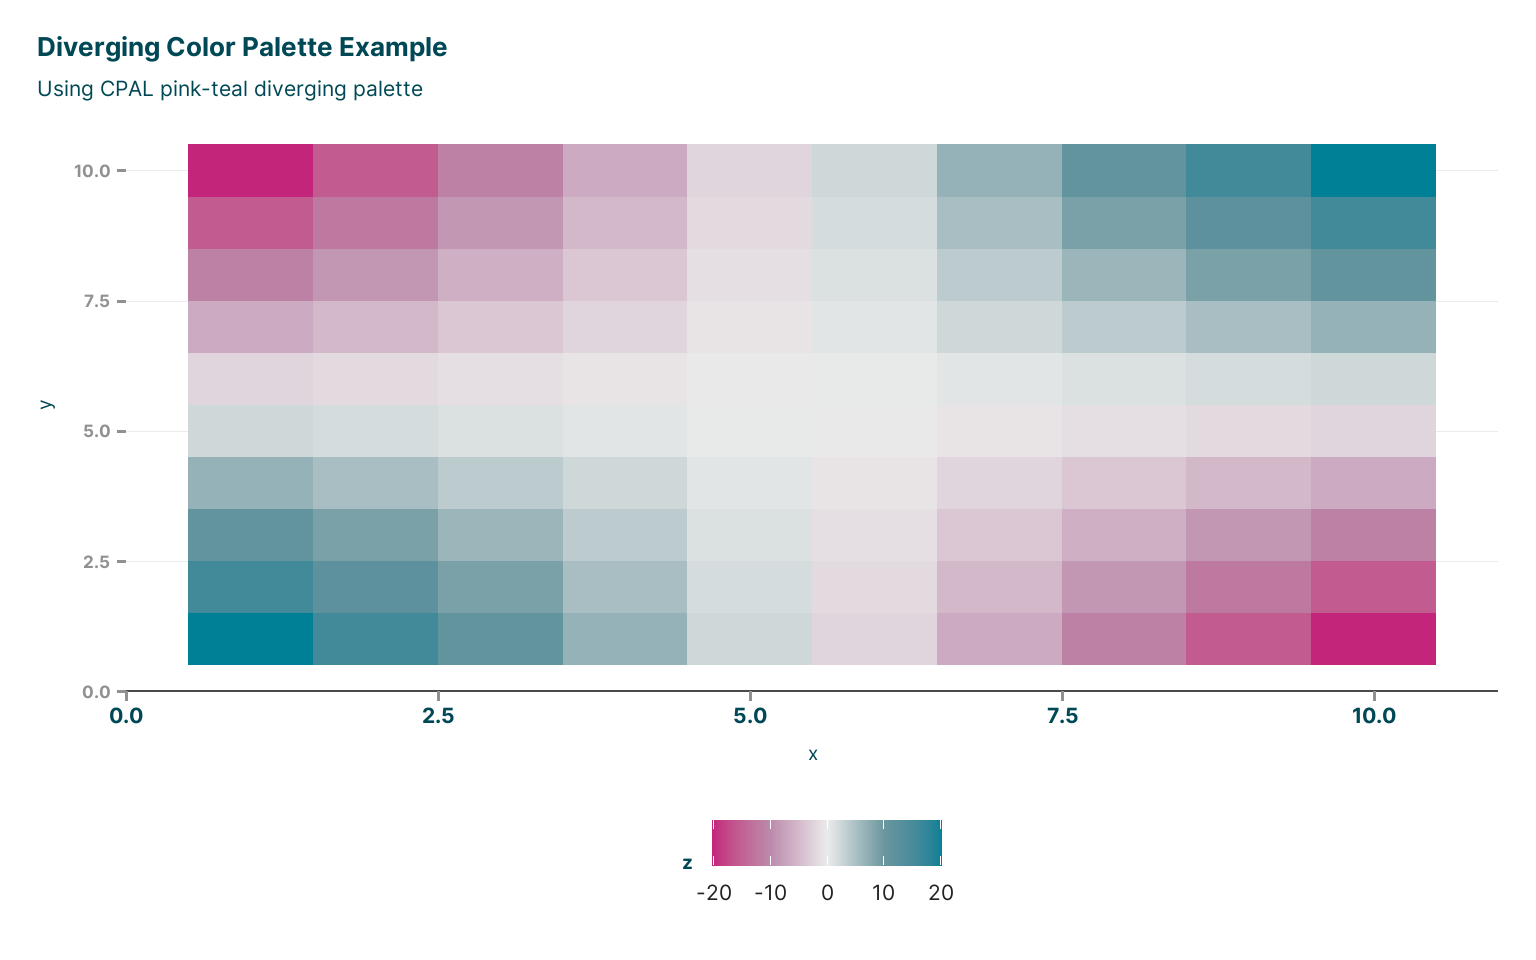 Diverging Color Palette Example
Using CPAL pink-teal diverging palette
10.0
7.5
y
5.0
2.5
0.0
0.0 2.5 5.0 7.5 10.0
x
z
-20 -10 0 10 20